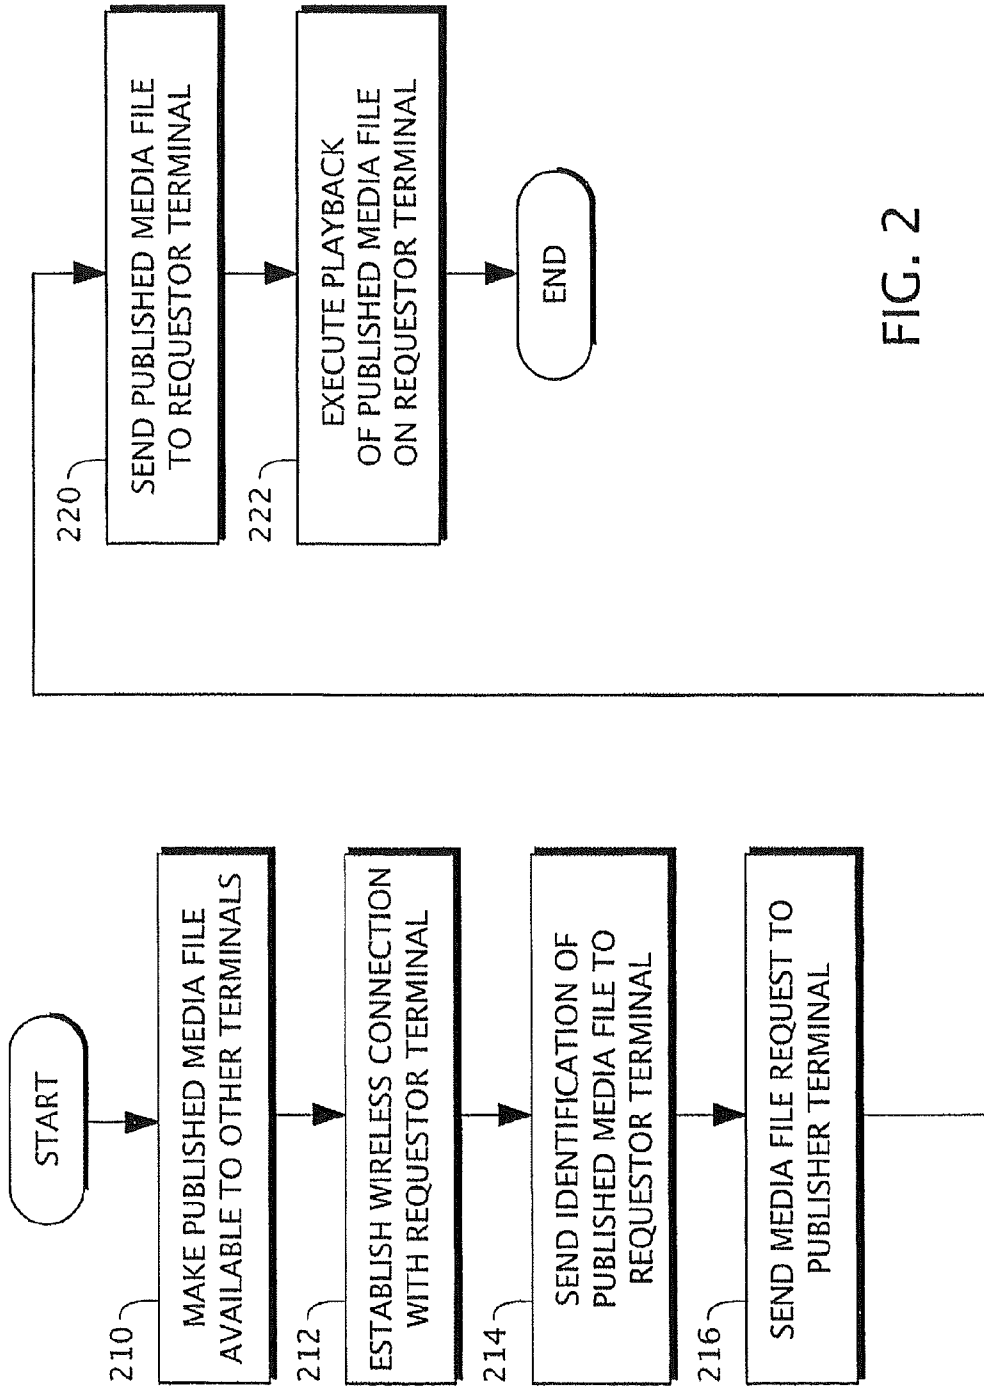 START
210
MAKE PUBLISHED MEDIA FILE
AVAILABLE TO OTHER TERMINALS
212
ESTABLISH WIRELESS CONNECTION
WITH REQUESTOR TERMINAL
214
SEND IDENTIFICATION OF
PUBLISHED MEDIA FILE TO
REQUESTOR TERMINAL
216
SEND MEDIA FILE REQUEST TO
PUBLISHER TERMINAL
220
SEND PUBLISHED MEDIA FILE
TO REQUESTOR TERMINAL
222
EXECUTE PLAYBACK
OF PUBLISHED MEDIA FILE
ON REQUESTOR TERMINAL
END
FIG. 2